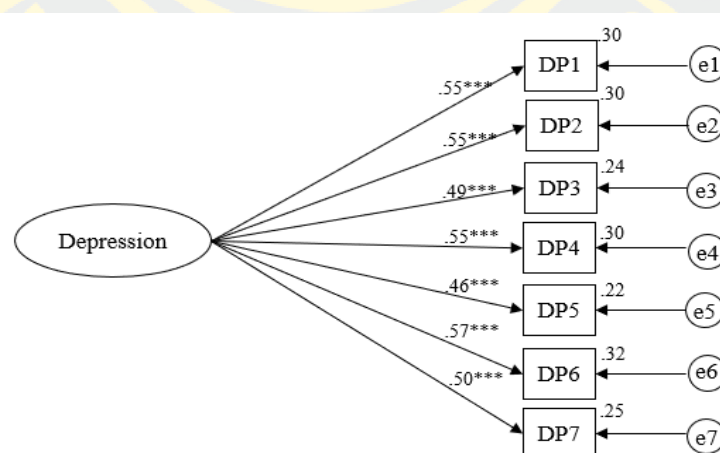 .30
DP1
e1
.55***
.30
DP2
e2
.55***
.24
DP3
e3
.49***
Depression
.30
DP4
e4
.55***
.22
DP5
e5
.46***
.32
DP6
e6
.57***
.25
DP7
e7
.50***